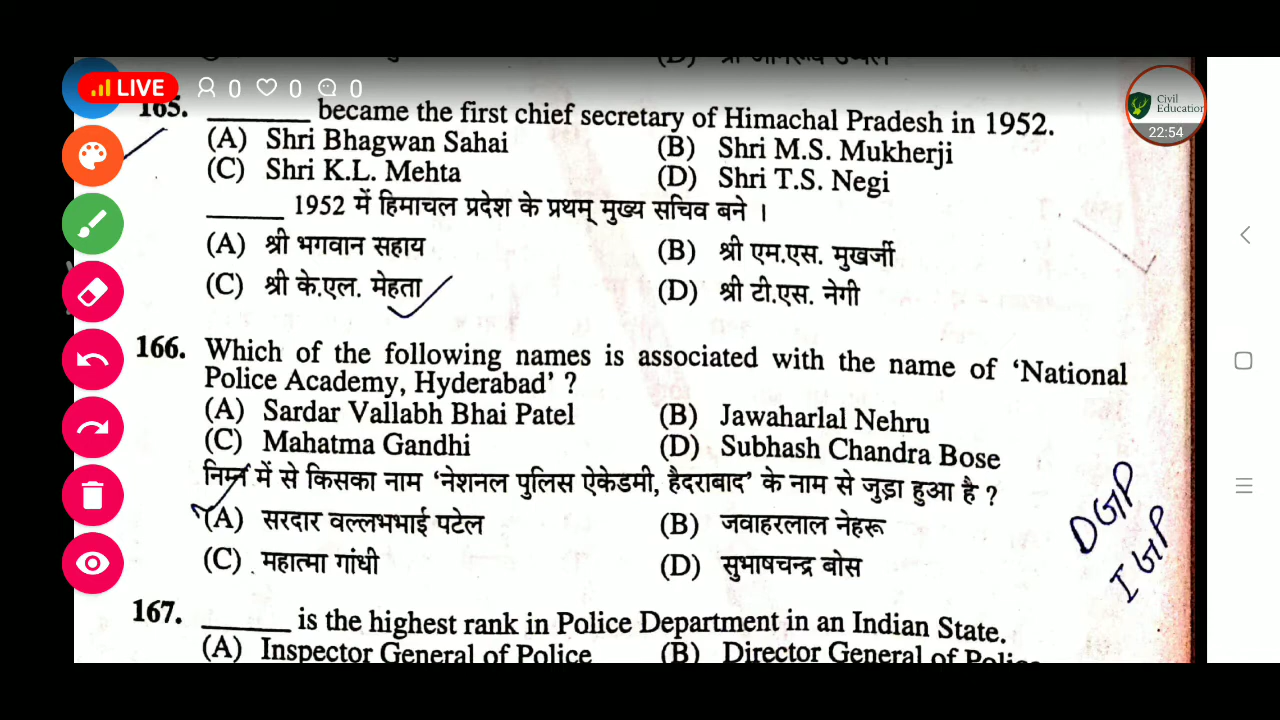 LIVE 0 0 0
Civil
Education
22:54
165. _______ became the first chief secretary of Himachal Pradesh in 1952.
(A) Shri Bhagwan Sahai (B) Shri M.S. Mukherji
(C) Shri K.L. Mehta (D) Shri T.S. Negi
_______ 1952 में हिमाचल प्रदेश के प्रथम् मुख्य सचिव बने ।
(A) श्री भगवान सहाय (B) श्री एम.एस. मुखर्जी
(C) श्री के.एल. मेहता (D) श्री टी.एस. नेगी
166. Which of the following names is associated with the name of ‘National
Police Academy, Hyderabad’ ?
(A) Sardar Vallabh Bhai Patel (B) Jawaharlal Nehru
(C) Mahatma Gandhi (D) Subhash Chandra Bose
निम्न में से किसका नाम ‘नेशनल पुलिस ऐकेडमी, हैदराबाद’ के नाम से जुड़ा हुआ है ?
(A) सरदार वल्लभभाई पटेल (B) जवाहरलाल नेहरू
(C) महात्मा गांधी (D) सुभाषचन्द्र बोस
DGP
IGP
167. _______ is the highest rank in Police Department in an Indian State.
(A) Inspector General of Police (B) Director General of Police